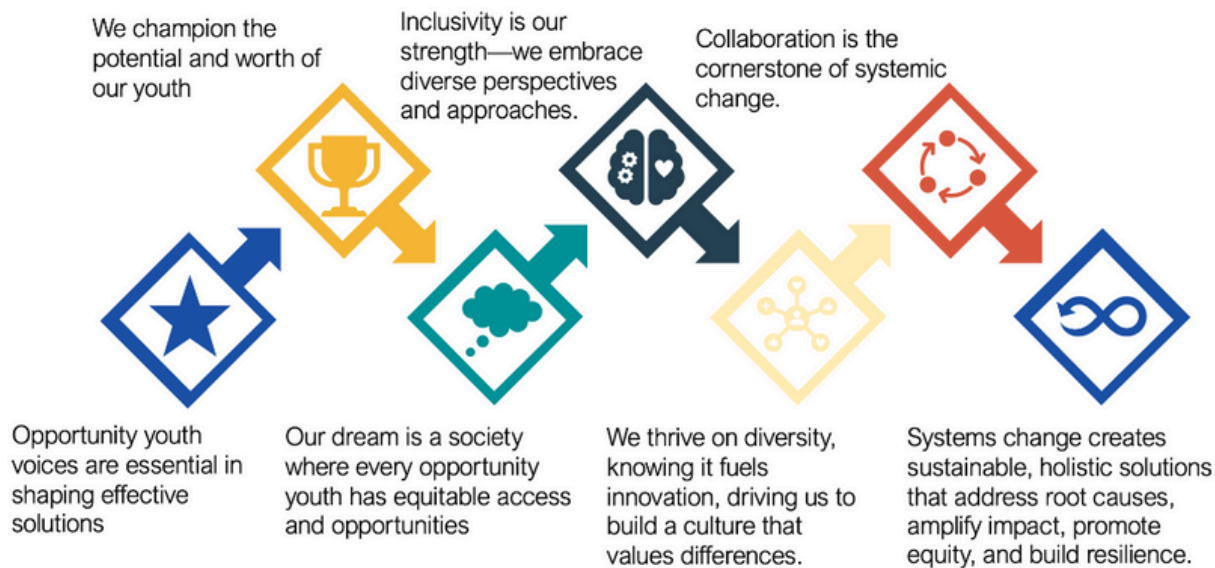 We champion the
potential and worth of
our youth
Inclusivity is our
strength—we embrace
diverse perspectives
and approaches.
Collaboration is the
cornerstone of systemic
change.
Opportunity youth
voices are essential in
shaping effective
solutions
Our dream is a society
where every opportunity
youth has equitable access
and opportunities
We thrive on diversity,
knowing it fuels
innovation, driving us to
build a culture that
values differences.
Systems change creates
sustainable, holistic solutions
that address root causes,
amplify impact, promote
equity, and build resilience.